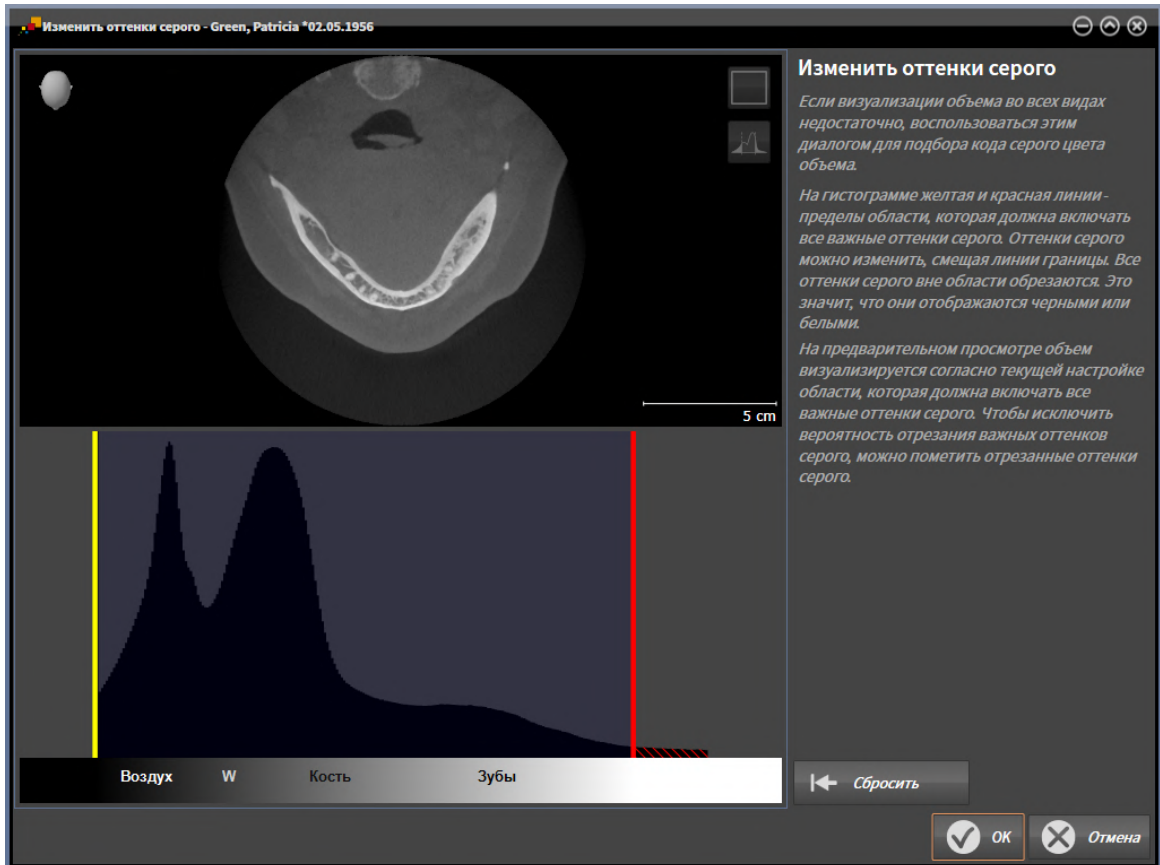 Изменить оттенки серого - Green, Patricia *02.05.1956
5 cm
Воздух W Кость Зубы
Изменить оттенки серого
Если визуализации объема во всех видах
недостаточно, воспользоваться этим
диалогом для подбора кода серого цвета
объема.
На гистограмме желтая и красная линии -
пределы области, которая должна включать
все важные оттенки серого. Оттенки серого
можно изменить, смещая линии границы. Все
оттенки серого вне области обрезаются. Это
значит, что они отображаются черными или
белыми.
На предварительном просмотре объем
визуализируется согласно текущей настройке
области, которая должна включать все
важные оттенки серого. Чтобы исключить
вероятность отрезания важных оттенков
серого, можно пометить отрезанные оттенки
серого.
Сбросить
OK Отмена